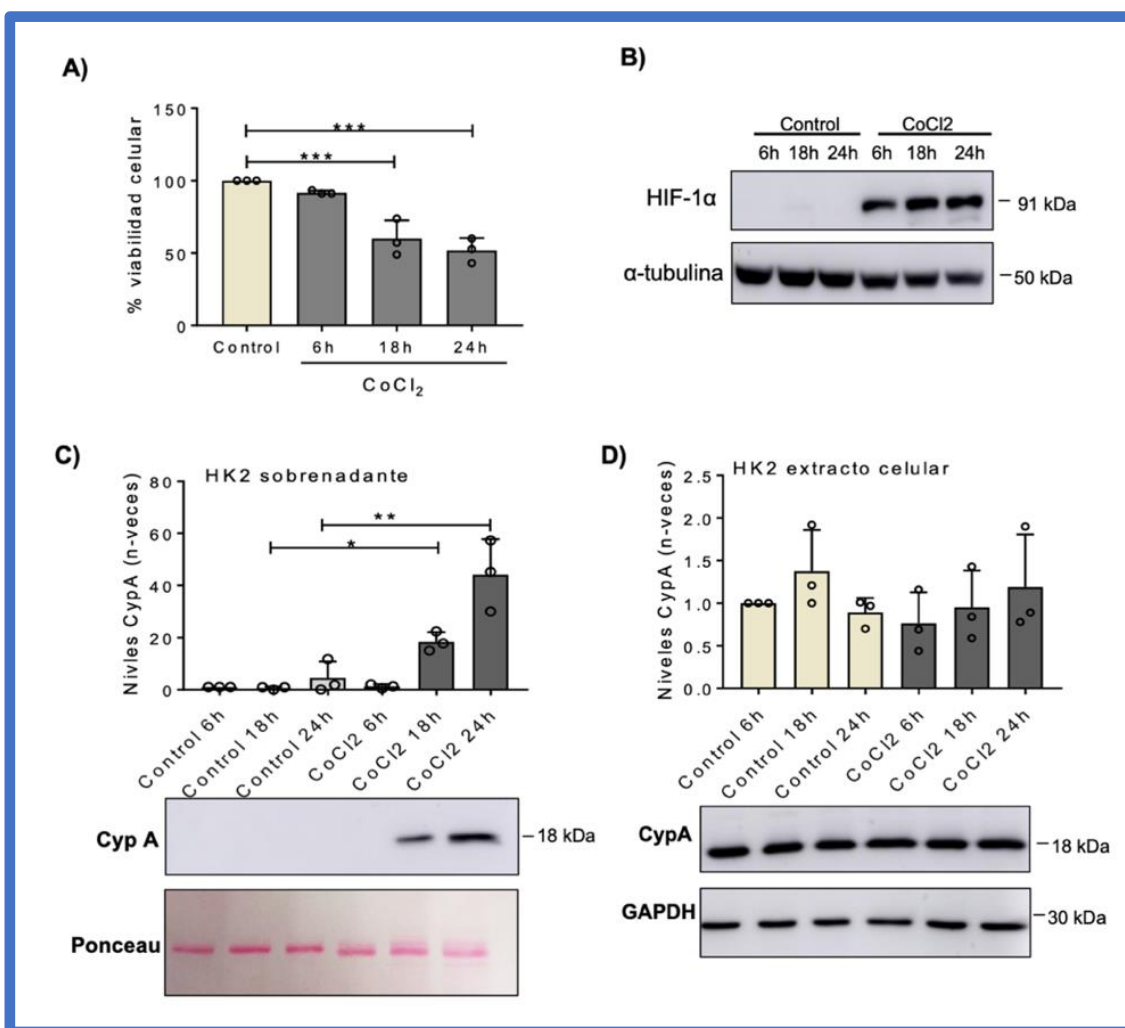 A)
150
100
50
0
% viabilidad celular
***
***
Control 6h 18h 24h
CoCl2
B)
Control CoCl2
6h 18h 24h 6h 18h 24h
HIF-1α
91 kDa
α-tubulina
50 kDa
C)
HK2 sobrenadante
Nivles CypA (n-veces)
80
60
40
20
0
**
*
Control 6h
Control 18h
Control 24h
CoCl2 6h
CoCl2 18h
CoCl2 24h
Cyp A
18 kDa
Ponceau
D)
HK2 extracto celular
Niveles CypA (n-veces)
2.5
2.0
1.5
1.0
0.5
0.0
Control 6h
Control 18h
Control 24h
CoCl2 6h
CoCl2 18h
CoCl2 24h
CypA
18 kDa
GAPDH
30 kDa